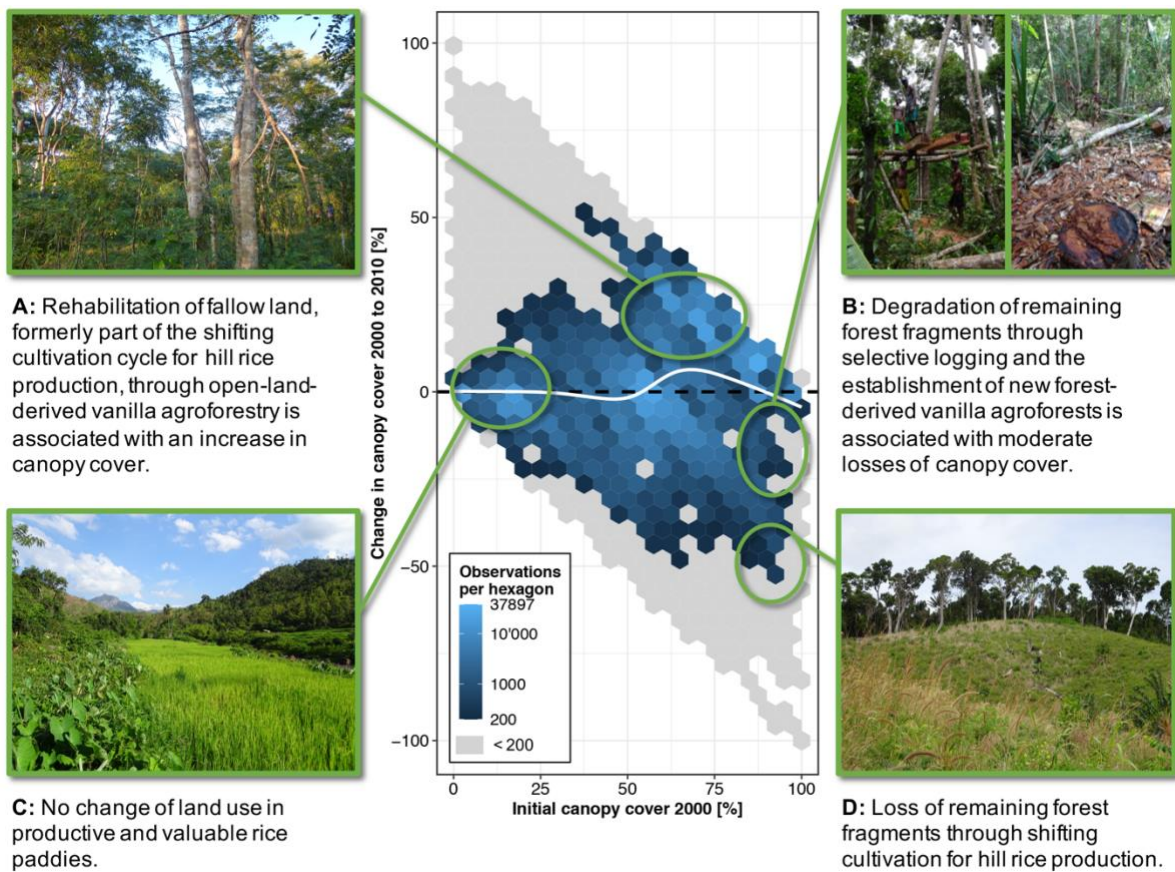 A: Rehabilitation of fallow land,
formerly part of the shifting
cultivation cycle for hill rice
production, through open-land-
derived vanilla agroforestry is
associated with an increase in
canopy cover.
C: No change of land use in
productive and valuable rice
paddies.
Change in canopy cover 2000 to 2010 [%]
100
50
0
−50
−100
Observations
per hexagon
37897
10'000
1000
200
< 200
0
25
50
75
100
Initial canopy cover 2000 [%]
B: Degradation of remaining
forest fragments through
selective logging and the
establishment of new forest-
derived vanilla agroforests is
associated with moderate
losses of canopy cover.
D: Loss of remaining forest
fragments through shifting
cultivation for hill rice production.